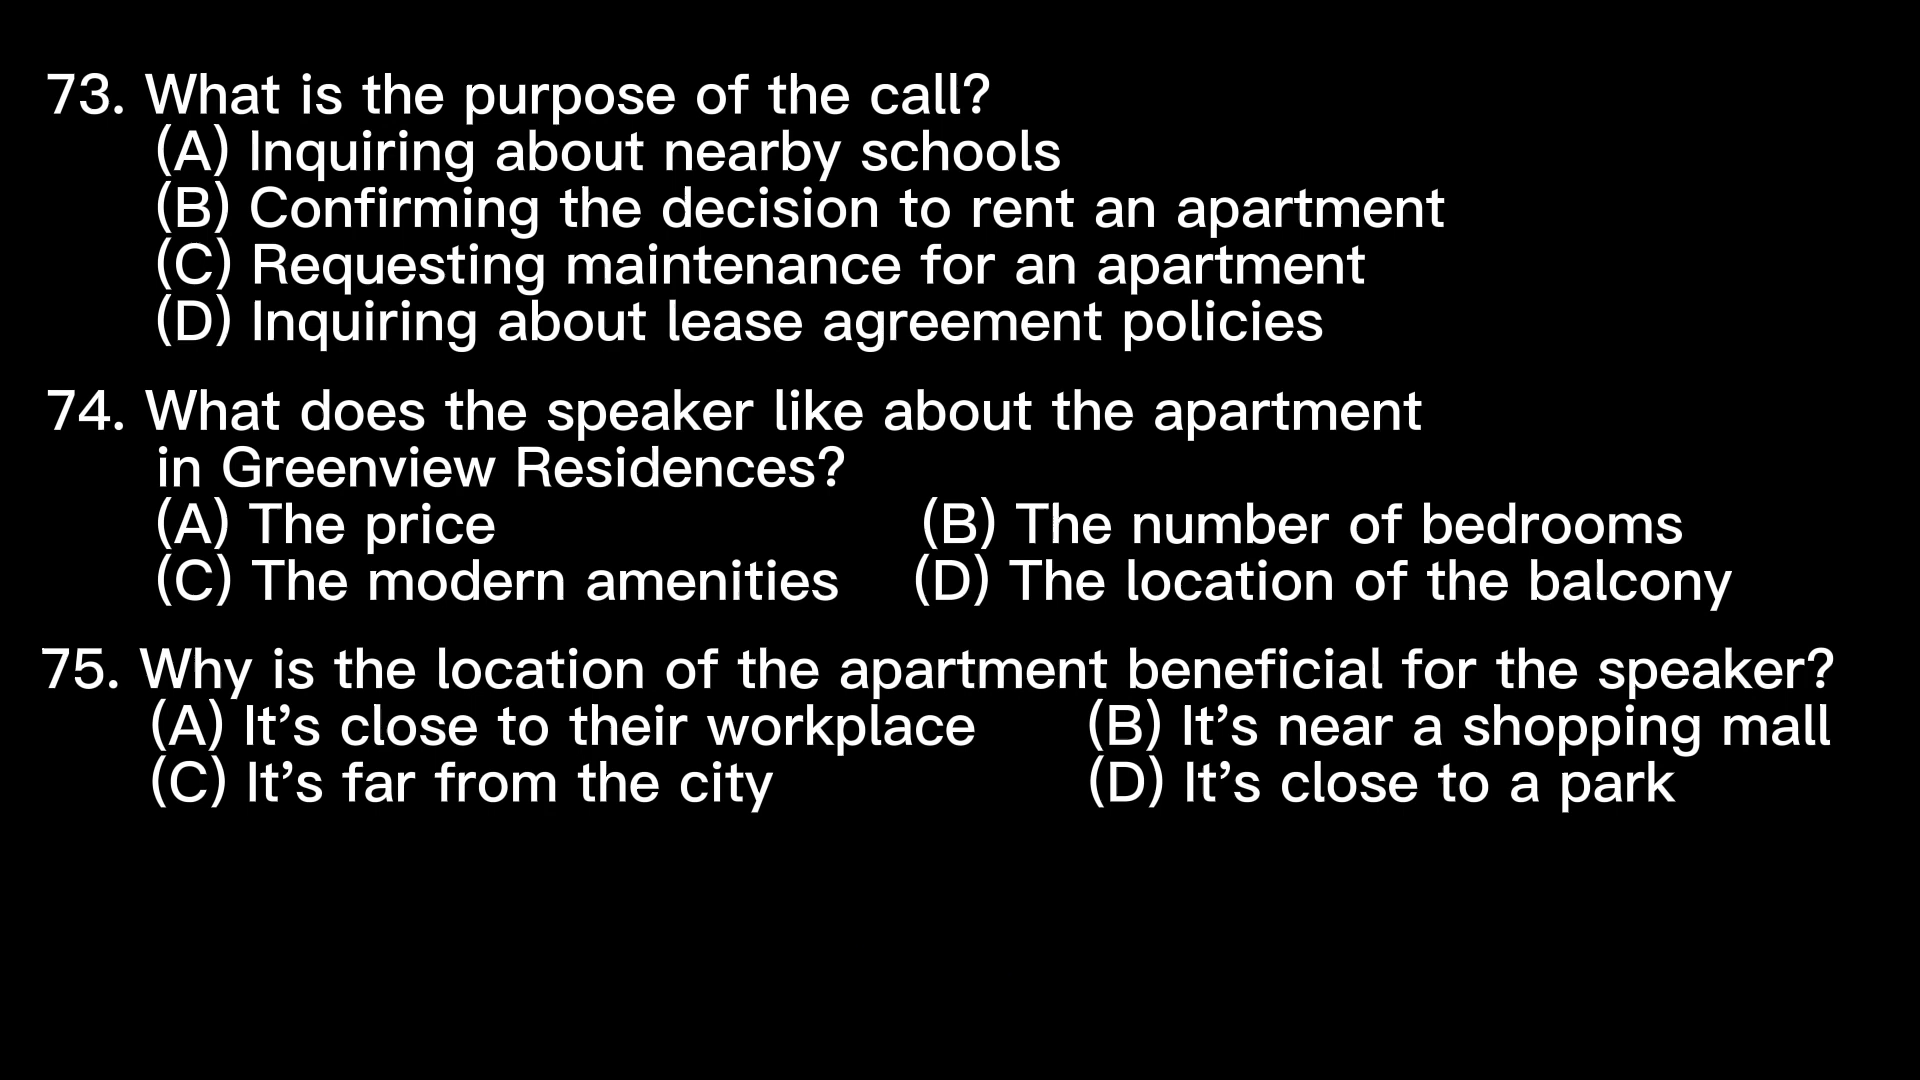 73. What is the purpose of the call?
(A) Inquiring about nearby schools
(B) Confirming the decision to rent an apartment
(C) Requesting maintenance for an apartment
(D) Inquiring about lease agreement policies
74. What does the speaker like about the apartment
in Greenview Residences?
(A) The price (B) The number of bedrooms
(C) The modern amenities (D) The location of the balcony
75. Why is the location of the apartment beneficial for the speaker?
(A) It’s close to their workplace (B) It’s near a shopping mall
(C) It’s far from the city (D) It’s close to a park